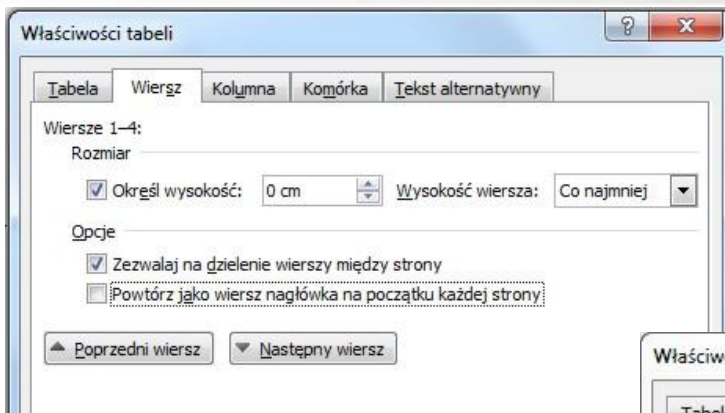 Właściwości tabeli
Tabela Wiersz Kolumna Komórka Tekst alternatywny
Wiersze 1–4:
Rozmiar
Określ wysokość: 0 cm Wysokość wiersza: Co najmniej
Opcje
Zezwalaj na dzielenie wierszy między strony
Powtórz jako wiersz nagłówka na początku każdej strony
Poprzedni wiersz Następny wiersz